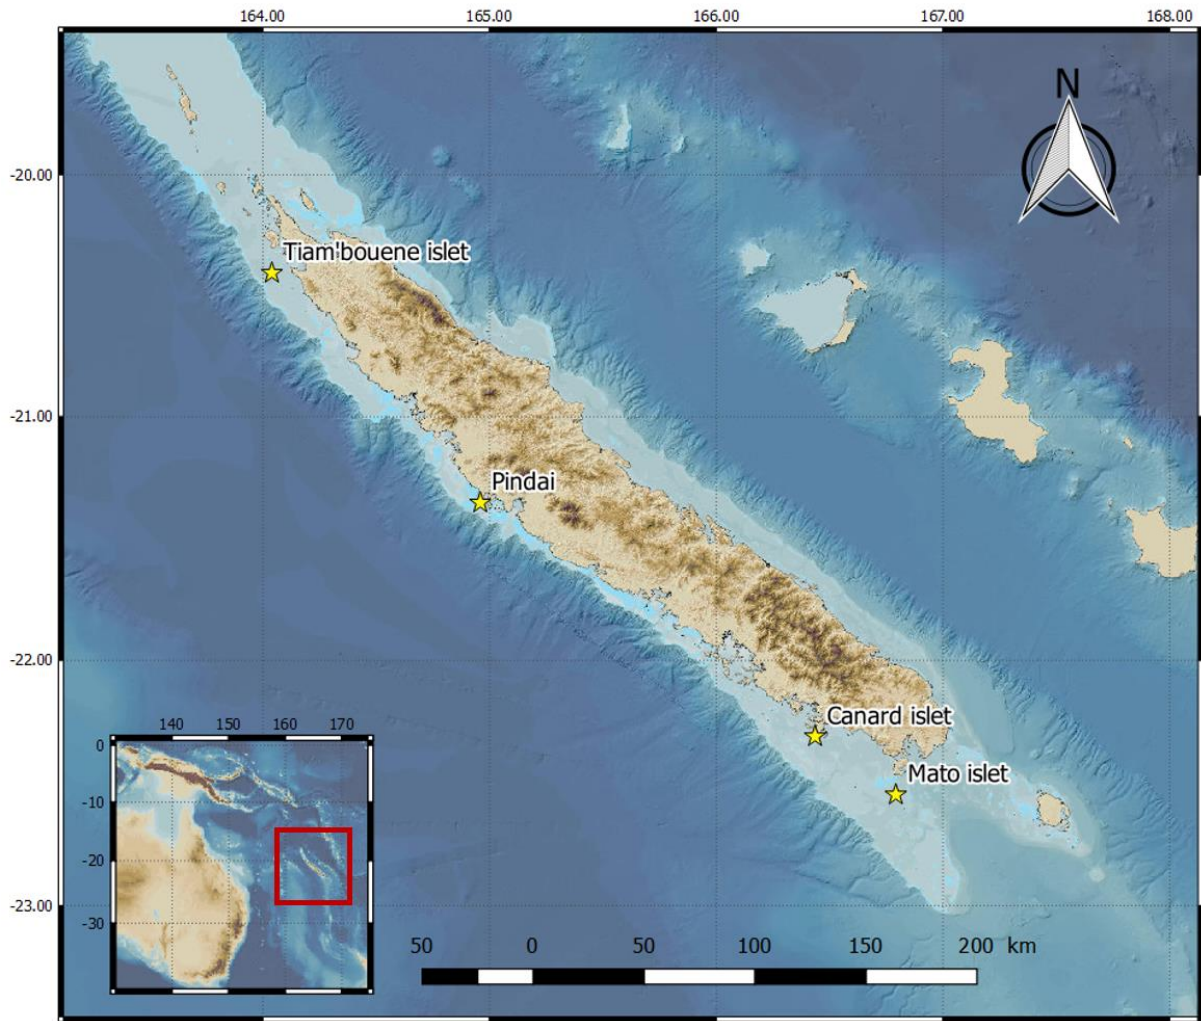 164.00 165.00 166.00 167.00 168.00
N
-20.00
Tiam'bouene islet
-21.00
Pindai
-22.00
Canard islet
140 150 160 170
0
Mato islet
-10
-20
-23.00
-30
50 0 50 100 150 200 km